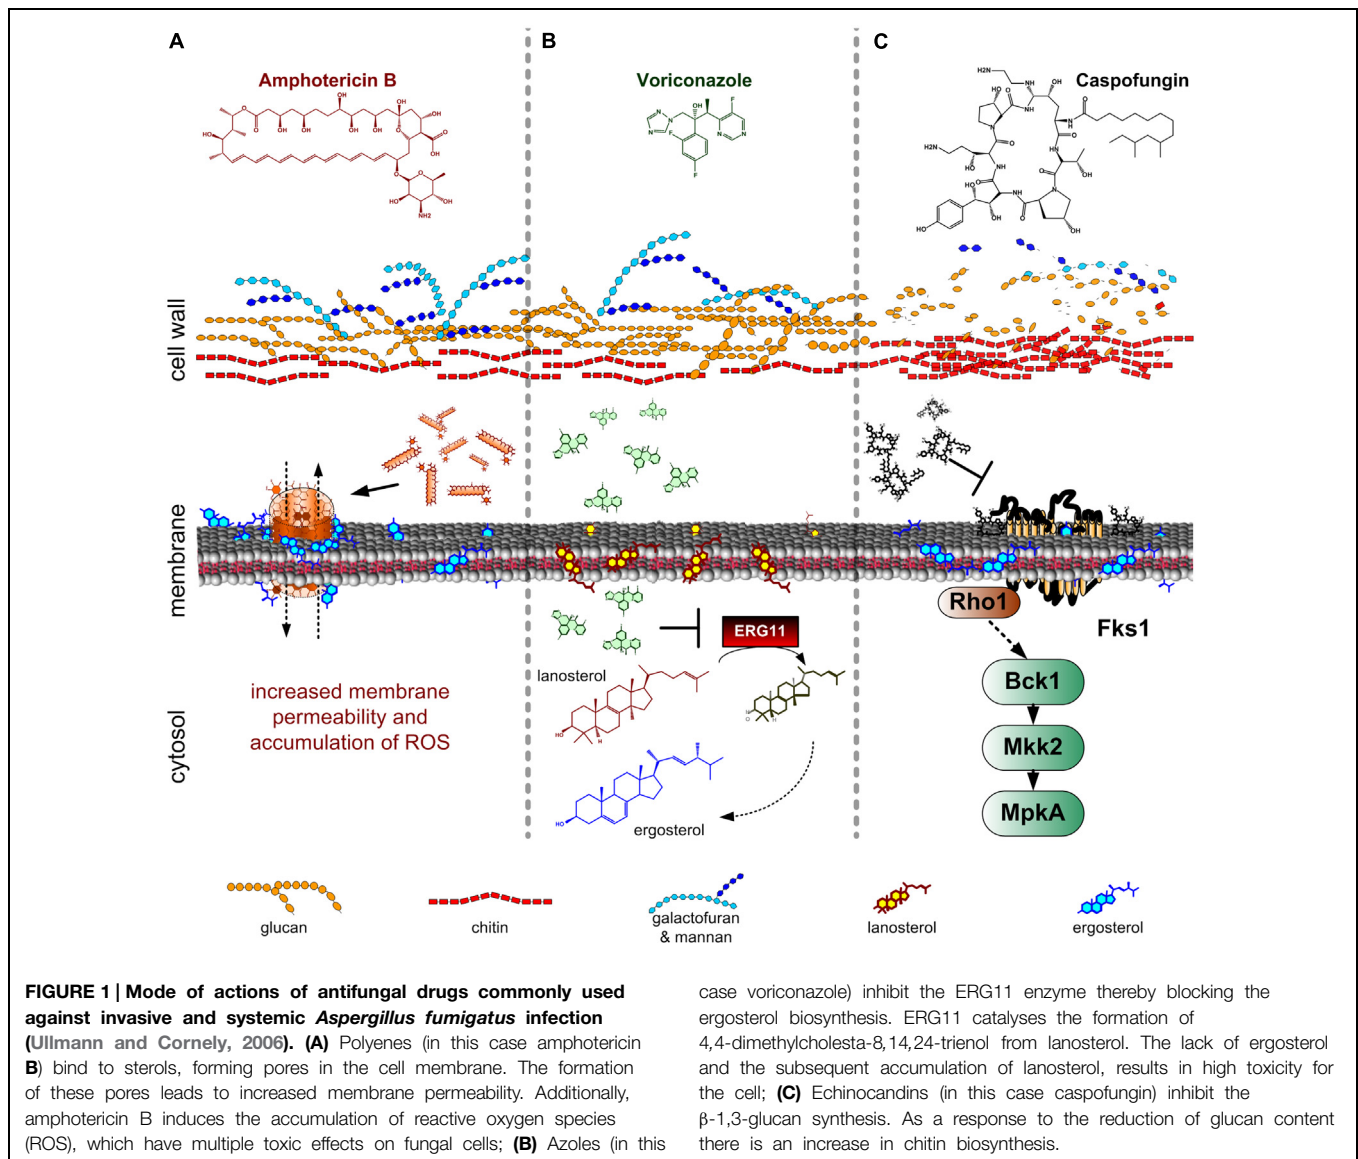 A
B
C
Amphotericin B
Voriconazole
Caspofungin
cell wall
membrane
cytosol
increased membrane
permeability and
accumulation of ROS
ERG11
lanosterol
ergosterol
Rho1
Fks1
Bck1
Mkk2
MpkA
glucan
chitin
galactofuran
& mannan
lanosterol
ergosterol
FIGURE 1 | Mode of actions of antifungal drugs commonly used
against invasive and systemic Aspergillus fumigatus infection
(Ullmann and Cornely, 2006). (A) Polyenes (in this case amphotericin
B) bind to sterols, forming pores in the cell membrane. The formation
of these pores leads to increased membrane permeability. Additionally,
amphotericin B induces the accumulation of reactive oxygen species
(ROS), which have multiple toxic effects on fungal cells; (B) Azoles (in this
case voriconazole) inhibit the ERG11 enzyme thereby blocking the
ergosterol biosynthesis. ERG11 catalyses the formation of
4,4-dimethylcholesta-8,14,24-trienol from lanosterol. The lack of ergosterol
and the subsequent accumulation of lanosterol, results in high toxicity for
the cell; (C) Echinocandins (in this case caspofungin) inhibit the
β-1,3-glucan synthesis. As a response to the reduction of glucan content
there is an increase in chitin biosynthesis.